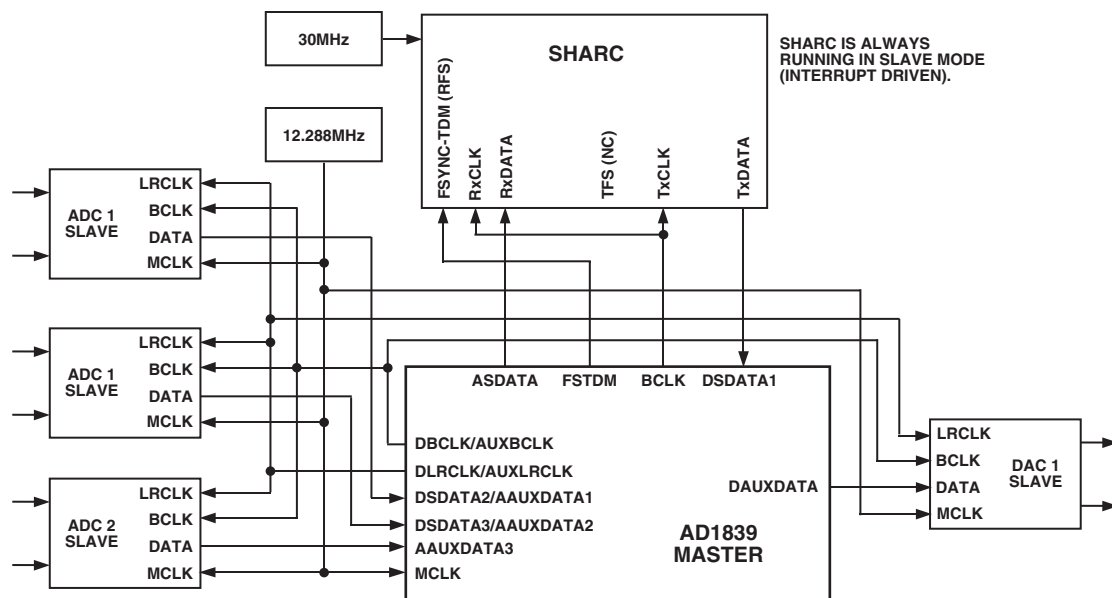 30MHz
SHARC
SHARC IS ALWAYS
RUNNING IN SLAVE MODE
(INTERRUPT DRIVEN).
12.288MHz
FSYNC-TDM (RFS)
RxCLK
RxDATA
TFS (NC)
TxCLK
TxDATA
ADC 1
SLAVE
LRCLK
BCLK
DATA
MCLK
ADC 1
SLAVE
LRCLK
BCLK
DATA
MCLK
ADC 2
SLAVE
LRCLK
BCLK
DATA
MCLK
ASDATA
FSTDM
BCLK
DSDATA1
DBCLK/AUXBCLK
DLRCLK/AUXLRCLK
DSDATA2/AAUXDATA1
DSDATA3/AAUXDATA2
AAUXDATA3
MCLK
DAUXDATA
AD1839
MASTER
LRCLK
BCLK
DATA
MCLK
DAC 1
SLAVE